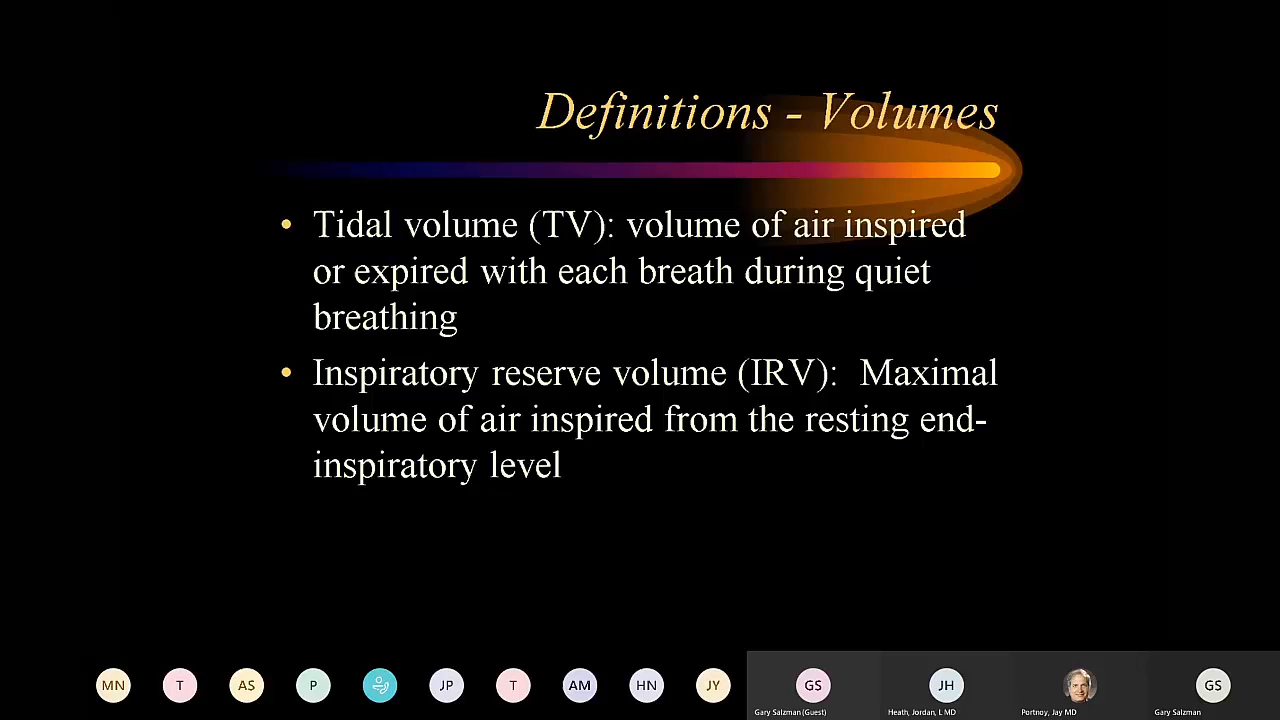 Definitions - Volumes
• Tidal volume (TV): volume of air inspired
or expired with each breath during quiet
breathing
• Inspiratory reserve volume (IRV):  Maximal
volume of air inspired from the resting end-
inspiratory level
MN T AS P JP T AM HN JY GS JH GS
Gary Salzman (Guest) Heath, Jordan, L MD Portnoy, Jay MD Gary Salzman